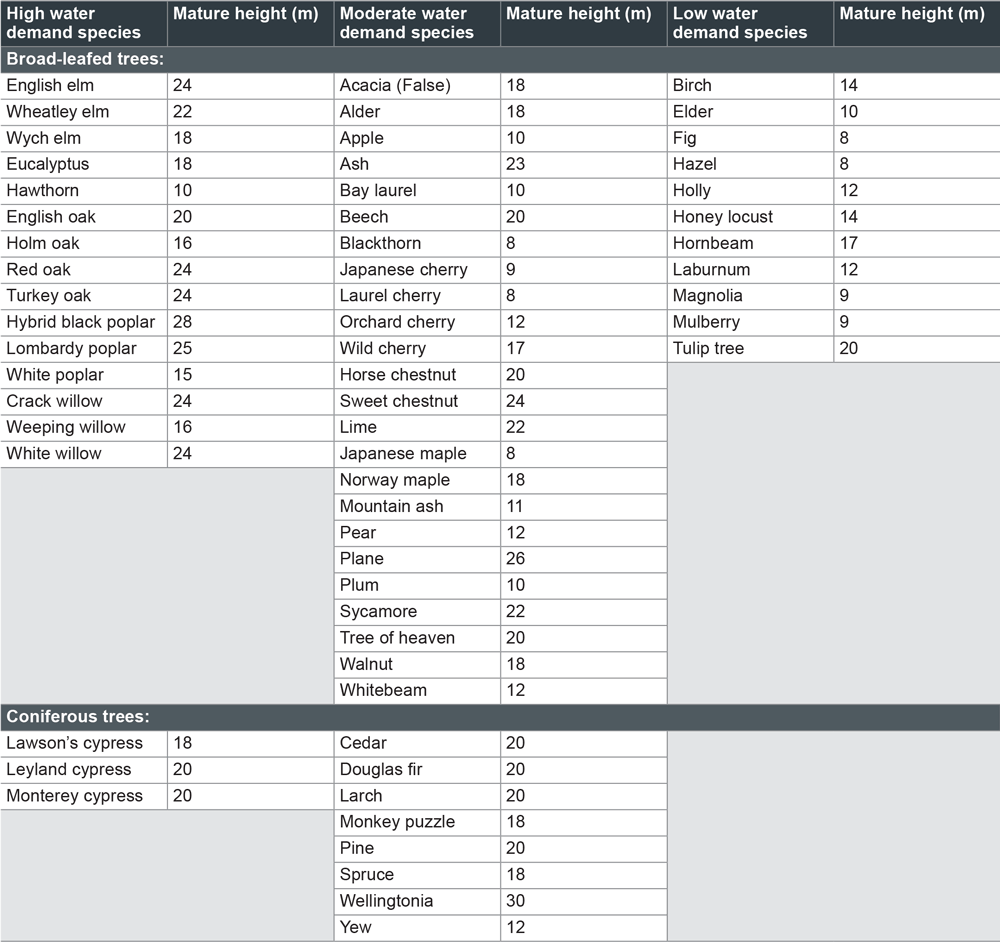 High water demand species Mature height (m) Moderate water demand species Mature height (m) Low water demand species Mature height (m)
Broad-leafed trees:
English elm 24 Acacia (False) 18 Birch 14
Wheatley elm 22 Alder 18 Elder 10
Wych elm 18 Apple 10 Fig 8
Eucalyptus 18 Ash 23 Hazel 8
Hawthorn 10 Bay laurel 10 Holly 12
English oak 20 Beech 20 Honey locust 14
Holm oak 16 Blackthorn 8 Hornbeam 17
Red oak 24 Japanese cherry 9 Laburnum 12
Turkey oak 24 Laurel cherry 8 Magnolia 9
Hybrid black poplar 28 Orchard cherry 12 Mulberry 9
Lombardy poplar 25 Wild cherry 17 Tulip tree 20
White poplar 15 Horse chestnut 20
Crack willow 24 Sweet chestnut 24
Weeping willow 16 Lime 22
White willow 24 Japanese maple 8
Norway maple 18
Mountain ash 11
Pear 12
Plane 26
Plum 10
Sycamore 22
Tree of heaven 20
Walnut 18
Whitebeam 12
Coniferous trees:
Lawson’s cypress 18 Cedar 20
Leyland cypress 20 Douglas fir 20
Monterey cypress 20 Larch 20
Monkey puzzle 18
Pine 20
Spruce 18
Wellingtonia 30
Yew 12